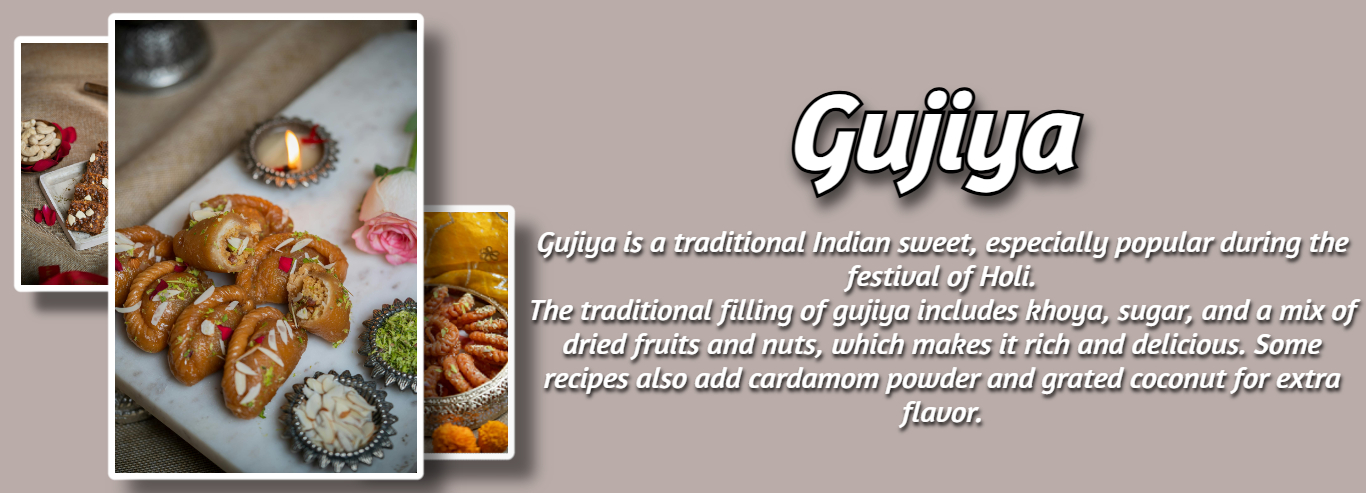 Gujiya
Gujiya is a traditional Indian sweet, especially popular during the
festival of Holi.
The traditional filling of gujiya includes khoya, sugar, and a mix of
dried fruits and nuts, which makes it rich and delicious. Some
recipes also add cardamom powder and grated coconut for extra
flavor.